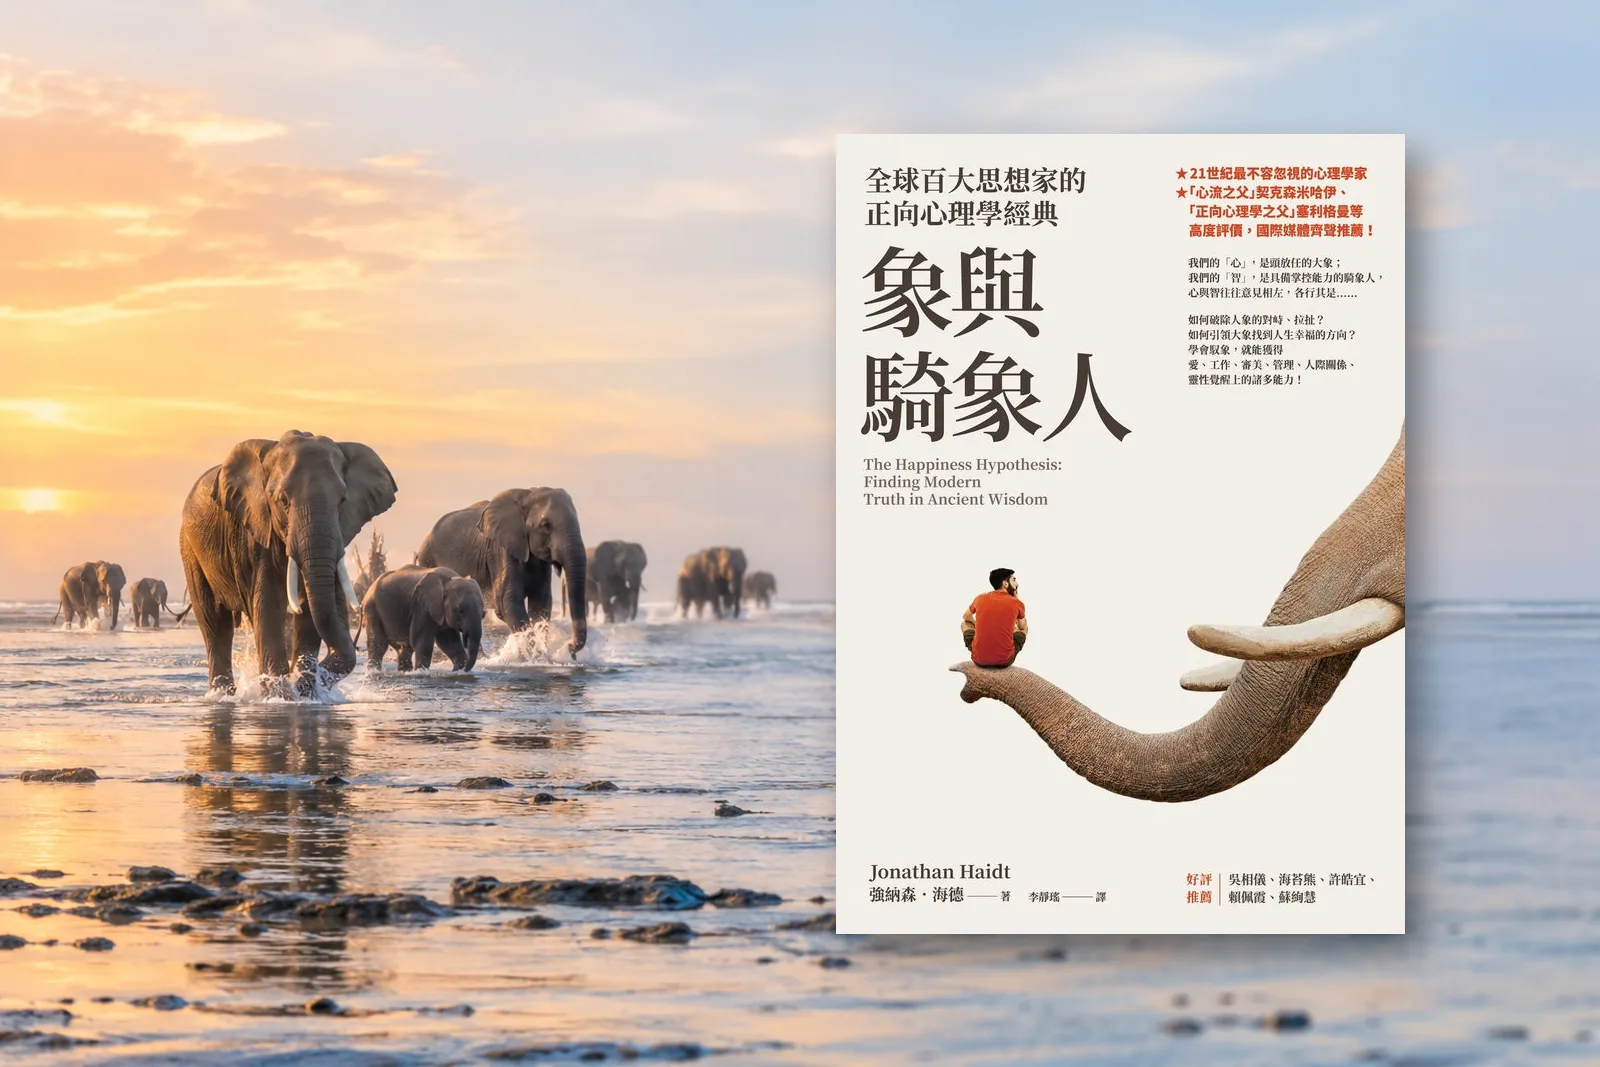 全球百大思想家的
正向心理學經典
象與
騎象人
The Happiness Hypothesis:
Finding Modern
Truth in Ancient Wisdom
★21世紀最不容忽視的心理學家
★「心流之父」契克森米哈伊、
「正向心理學之父」塞利格曼等
高度評價，國際媒體齊聲推薦！
我們的「心」，是頭放任的大象；
我們的「智」，是具備掌控能力的騎象人，
心與智往往意見相左，各行其是……
如何破除人象的對峙、拉扯？
如何引領大象找到人生幸福的方向？
學會馭象，就能獲得
愛、工作、審美、管理、人際關係、
靈性覺醒上的諸多能力！
Jonathan Haidt
強納森・海德——著 李靜瑤——譯
好評 吳相儀、海苔熊、許皓宜、
推薦 賴佩霞、蘇絢慧